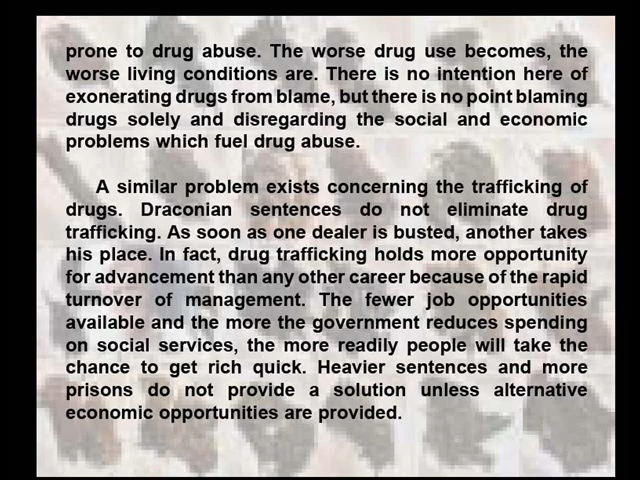 prone to drug abuse. The worse drug use becomes, the
worse living conditions are. There is no intention here of
exonerating drugs from blame, but there is no point blaming
drugs solely and disregarding the social and economic
problems which fuel drug abuse.
A similar problem exists concerning the trafficking of
drugs. Draconian sentences do not eliminate drug
trafficking. As soon as one dealer is busted, another takes
his place. In fact, drug trafficking holds more opportunity
for advancement than any other career because of the rapid
turnover of management. The fewer job opportunities
available and the more the government reduces spending
on social services, the more readily people will take the
chance to get rich quick. Heavier sentences and more
prisons do not provide a solution unless alternative
economic opportunities are provided.